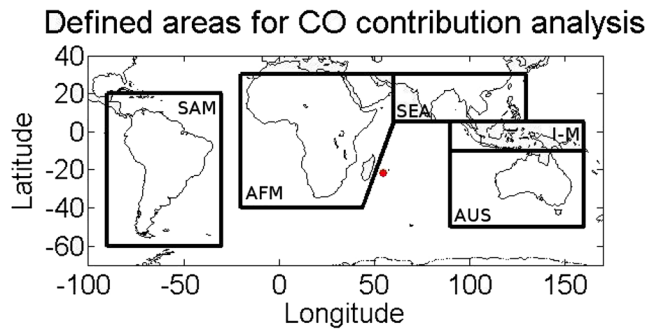 Defined areas for CO contribution analysis
40
20
0
-20
-40
-60
Latitude
SAM
AFM
SEA
I-M
AUS
-100 -50 0 50 100 150
Longitude